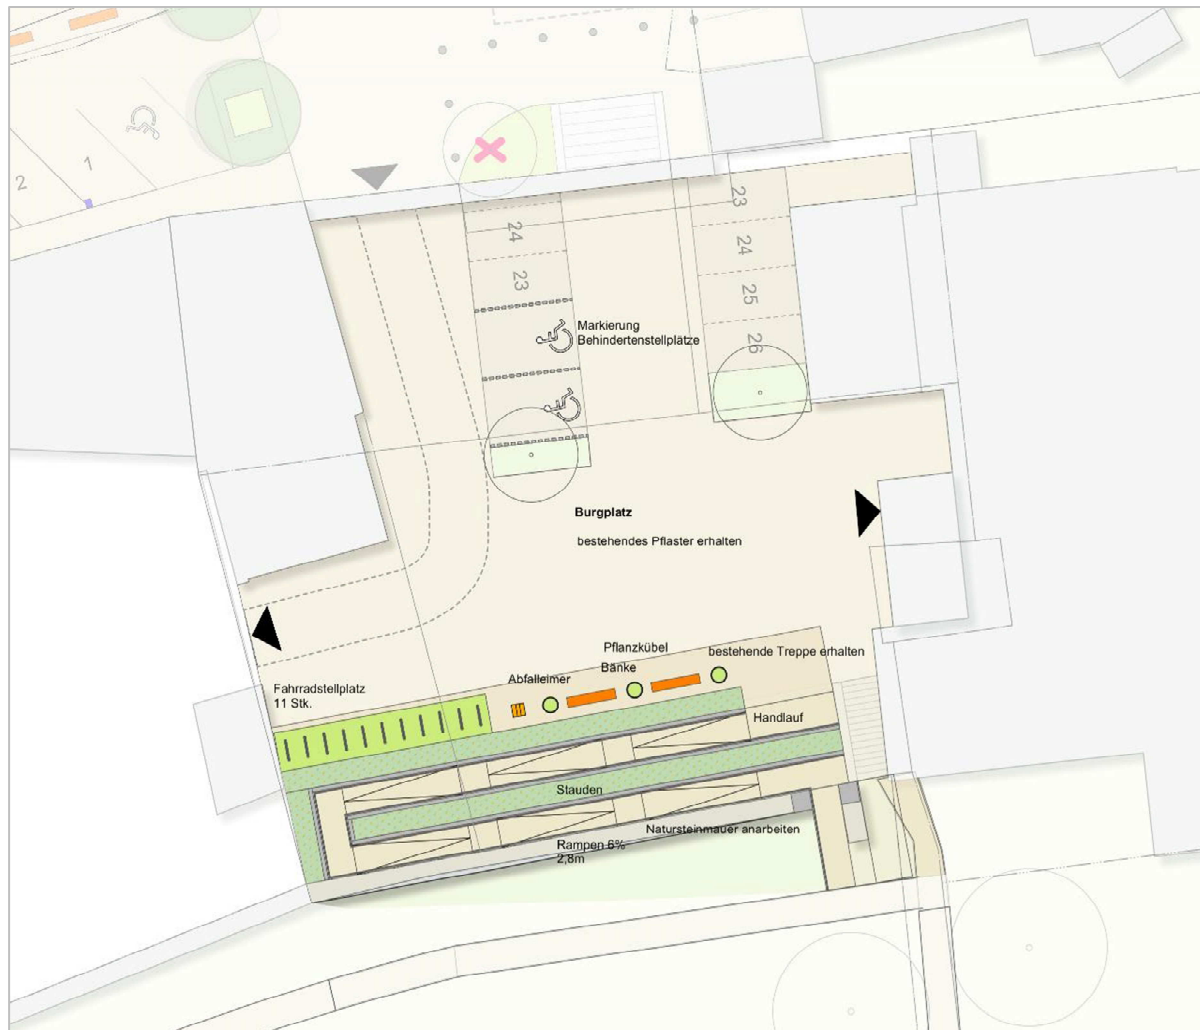 2
1
23
24
24
23
25
26
Markierung
Behindertenstellplätze
Burgplatz
bestehendes Pflaster erhalten
Pflanzkübel
bestehende Treppe erhalten
Bänke
Abfalleimer
Fahrradstellplatz
11 Stk.
Handlauf
Stauden
Natursteinmauer anarbeiten
Rampen 6%
2,8m